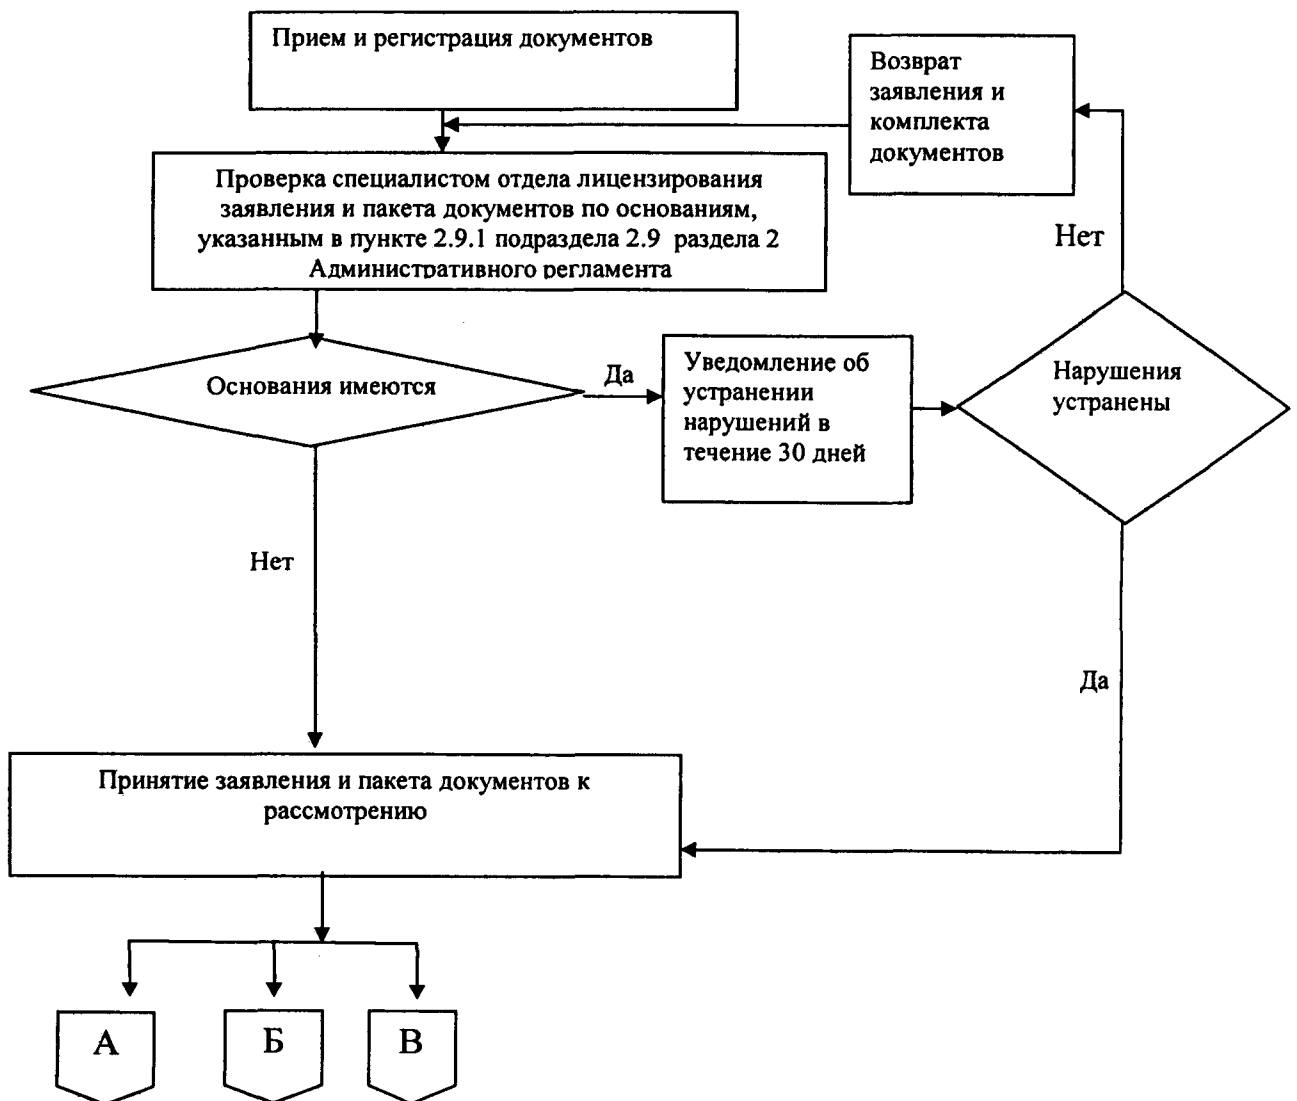 Прием и регистрация документов
Возврат
заявления и
комплекта
документов
Проверка специалистом отдела лицензирования
заявления и пакета документов по основаниям,
указанным в пункте 2.9.1 подраздела 2.9 раздела 2
Административного регламента
Нет
Основания имеются
Да
Уведомление об
устранении
нарушений в
течение 30 дней
Нарушения
устранены
Нет
Да
Принятие заявления и пакета документов к
рассмотрению
А
Б
В